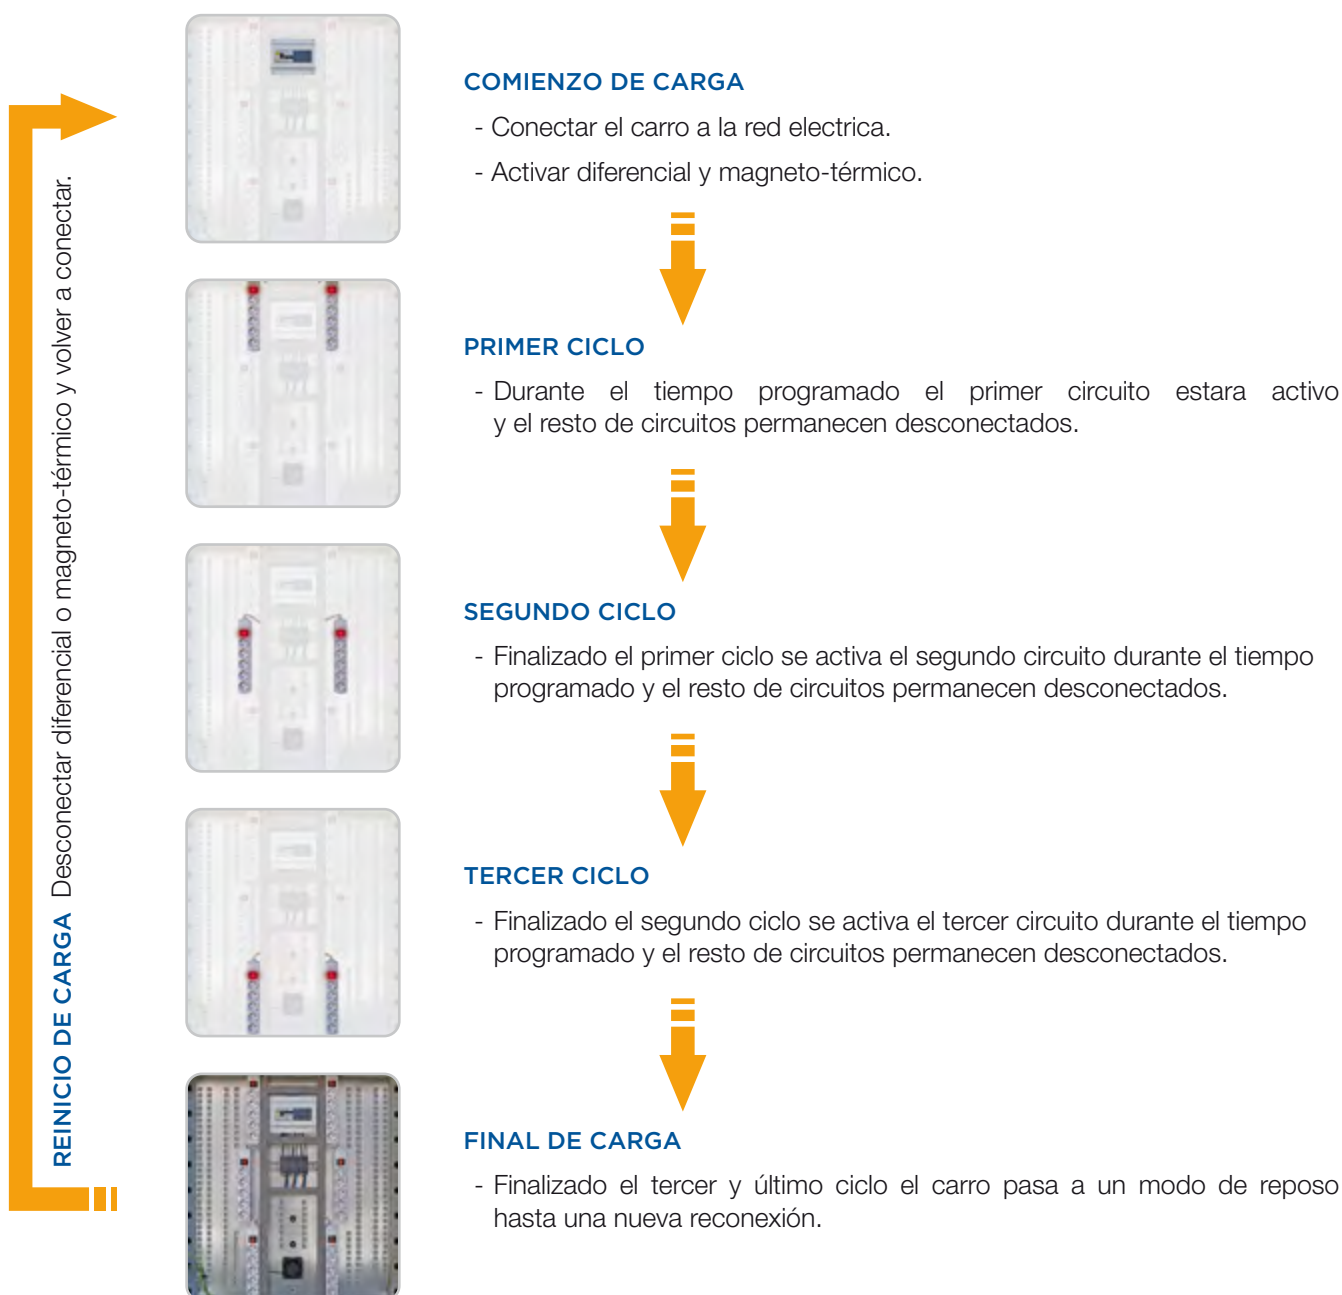 COMIENZO DE CARGA
- Conectar el carro a la red electrica.
- Activar diferencial y magneto-térmico.
PRIMER CICLO
- Durante el tiempo programado el primer circuito estara activo
y el resto de circuitos permanecen desconectados.
SEGUNDO CICLO
- Finalizado el primer ciclo se activa el segundo circuito durante el tiempo
programado y el resto de circuitos permanecen desconectados.
TERCER CICLO
- Finalizado el segundo ciclo se activa el tercer circuito durante el tiempo
programado y el resto de circuitos permanecen desconectados.
FINAL DE CARGA
- Finalizado el tercer y último ciclo el carro pasa a un modo de reposo
hasta una nueva reconexión.
REINICIO DE CARGA Desconectar diferencial o magneto-térmico y volver a conectar.